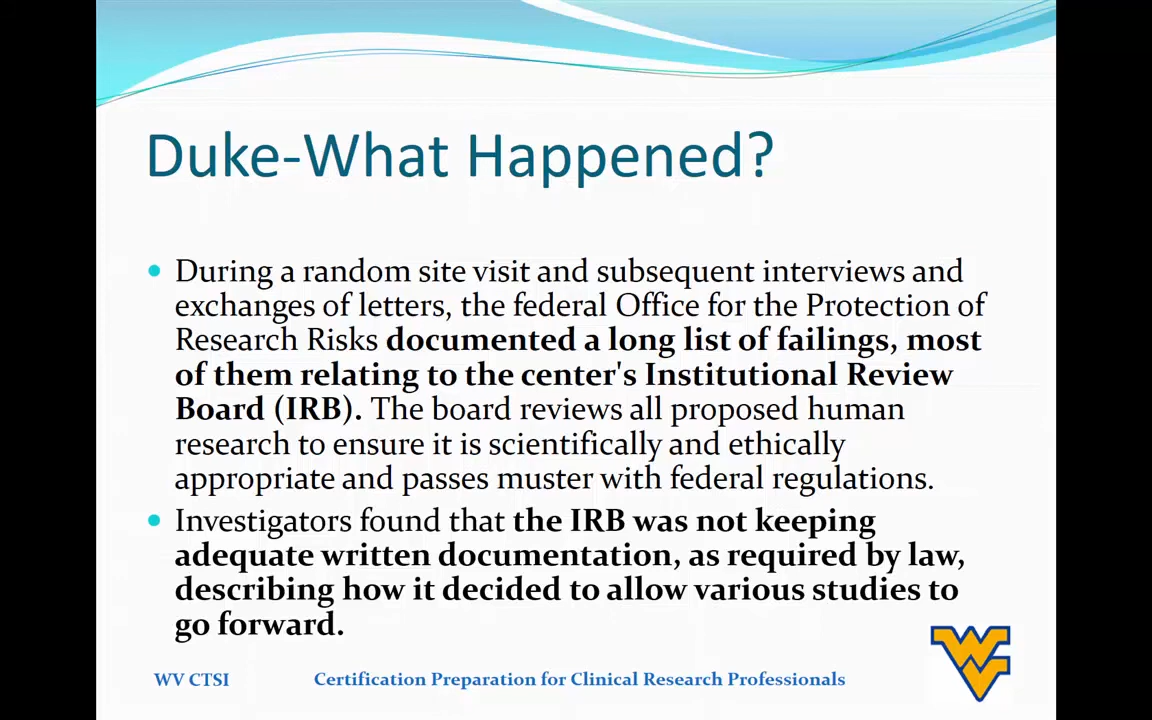 Duke-What Happened?
• During a random site visit and subsequent interviews and
exchanges of letters, the federal Office for the Protection of
Research Risks documented a long list of failings, most
of them relating to the center's Institutional Review
Board (IRB). The board reviews all proposed human
research to ensure it is scientifically and ethically
appropriate and passes muster with federal regulations.
• Investigators found that the IRB was not keeping
adequate written documentation, as required by law,
describing how it decided to allow various studies to
go forward.
WV CTSI
Certification Preparation for Clinical Research Professionals
WV